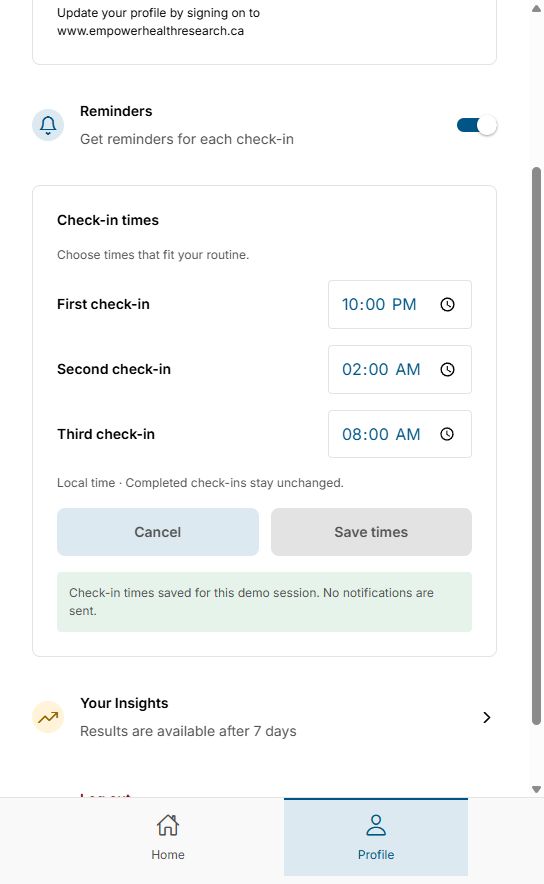 Update your profile by signing on to
www.empowerhealthresearch.ca
Reminders
Get reminders for each check-in
Check-in times
Choose times that fit your routine.
First check-in
10:00 PM
Second check-in
02:00 AM
Third check-in
08:00 AM
Local time · Completed check-ins stay unchanged.
Cancel
Save times
Check-in times saved for this demo session. No notifications are
sent.
Your Insights
Results are available after 7 days
Log out
Home
Profile